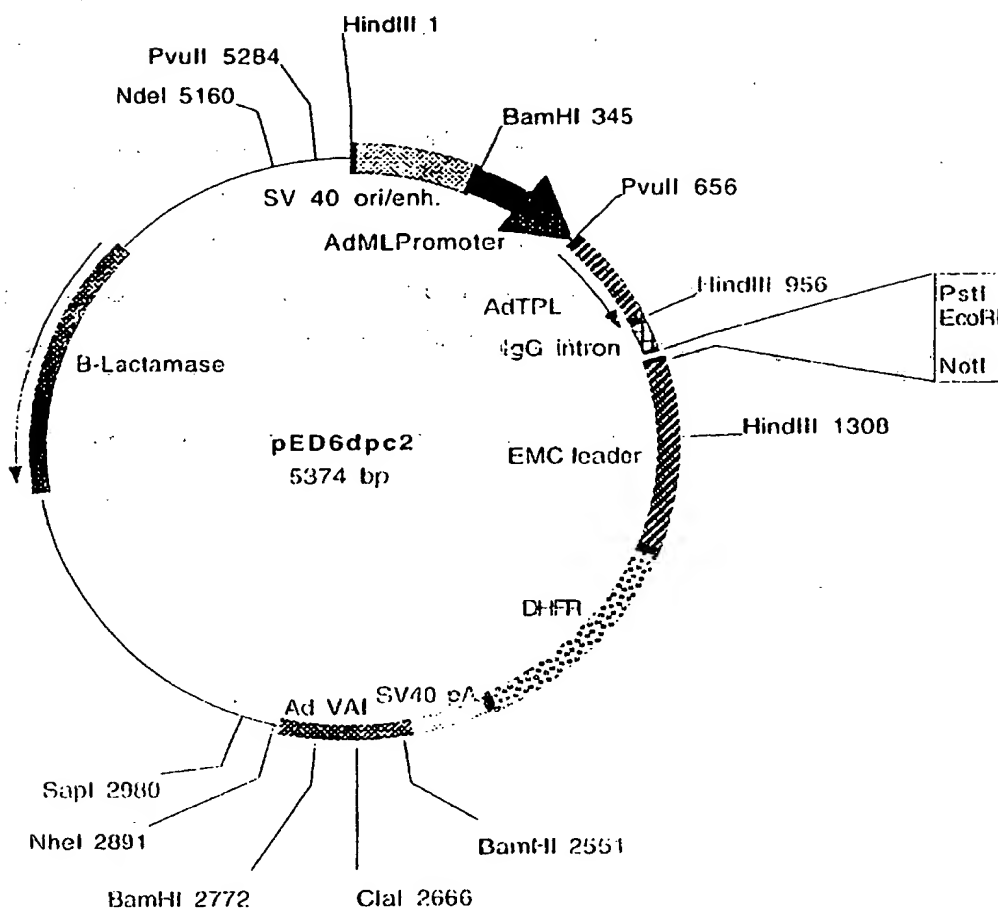 HindIII 1
PvuII 5284
NdeI 5160
BamHI 345
SV 40 ori/enh.
PvuII 656
AdMLPromoter
HindIII 956
AdTPL
PstI
EcoRI
IgG intron
NotI
B-Lactamase
HindIII 1308
pED6dpc2
EMC leader
5374 bp
DHFR
SV40 pA
Ad VAI
SapI 2980
NheI 2891
BamHI 2551
BamHI 2772
ClaI 2666